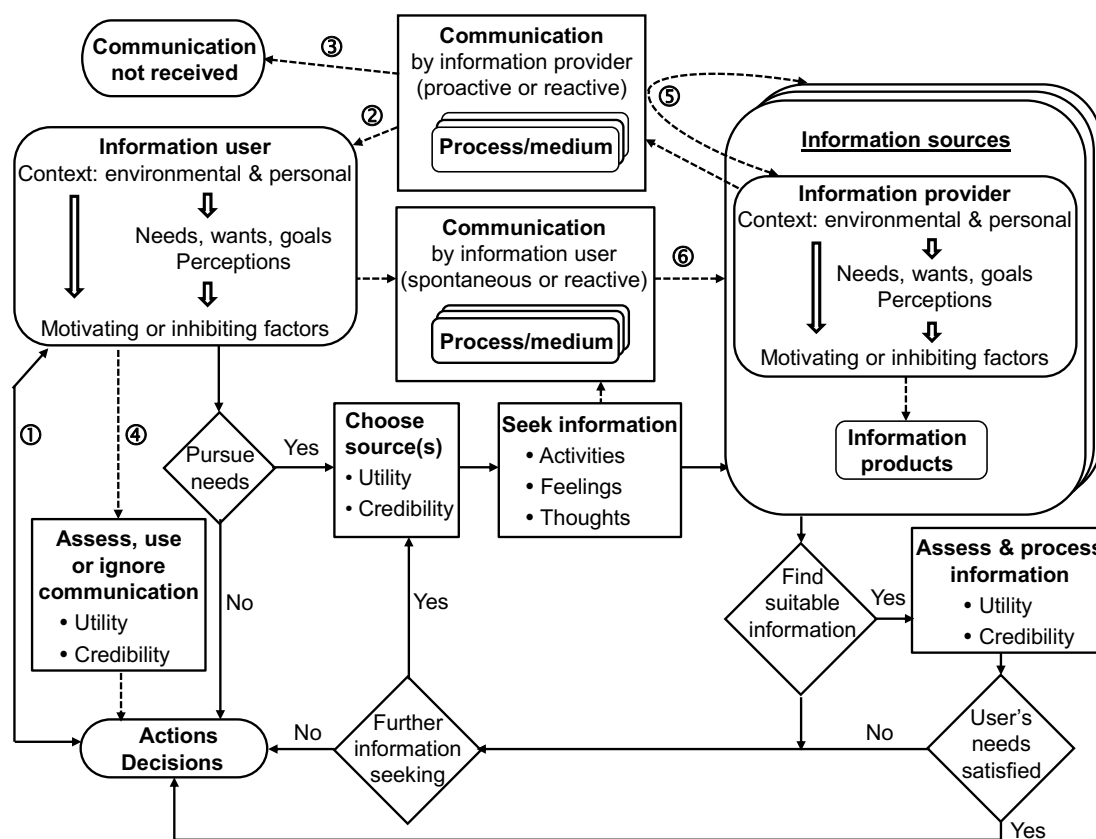 Communication
not received
③
Communication
by information provider
(proactive or reactive)
Process/medium
②
⑤
Information user
Context: environmental & personal
Needs, wants, goals
Perceptions
Motivating or inhibiting factors
Communication
by information user
(spontaneous or reactive)
Process/medium
⑥
Information sources
Information provider
Context: environmental & personal
Needs, wants, goals
Perceptions
Motivating or inhibiting factors
Information
products
①
④
Pursue
needs
Yes
No
Choose
source(s)
• Utility
• Credibility
Seek information
• Activities
• Feelings
• Thoughts
Assess, use
or ignore
communication
• Utility
• Credibility
Find
suitable
information
Yes
Assess & process
information
• Utility
• Credibility
Yes
Actions
Decisions
No
Further
information
seeking
No
User’s
needs
satisfied
Yes